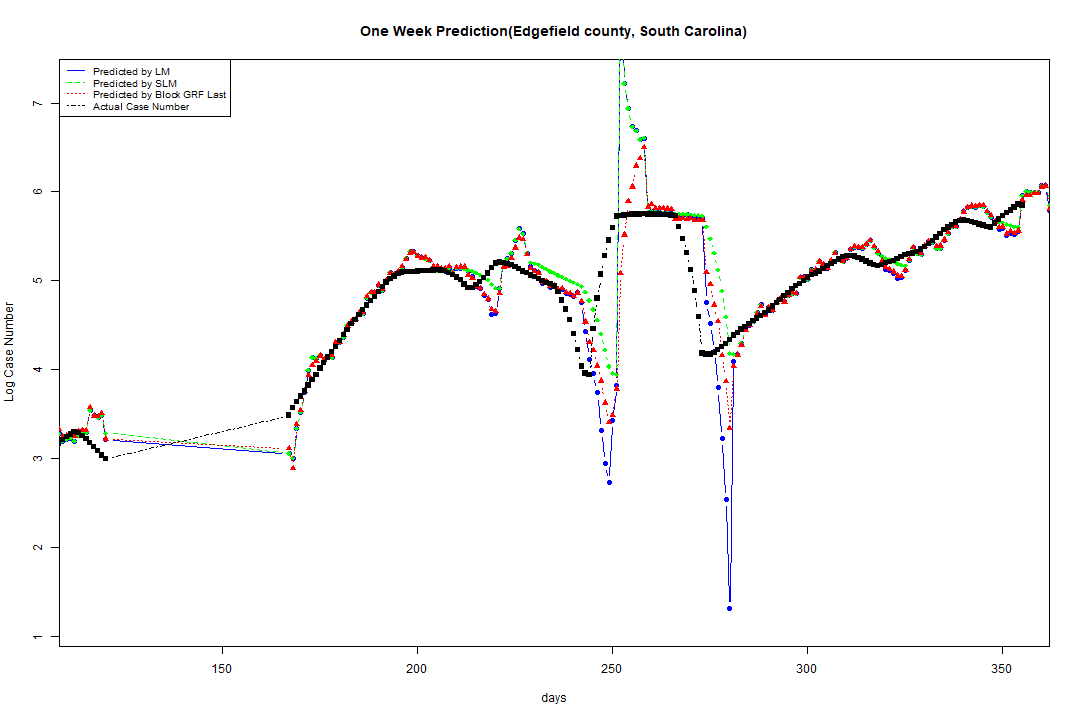 One Week Prediction(Edgefield county, South Carolina)
Predicted by LM
Predicted by SLM
Predicted by Block GRF Last
Actual Case Number
7
6
5
4
3
2
1
Log Case Number
150 200 250 300 350
days